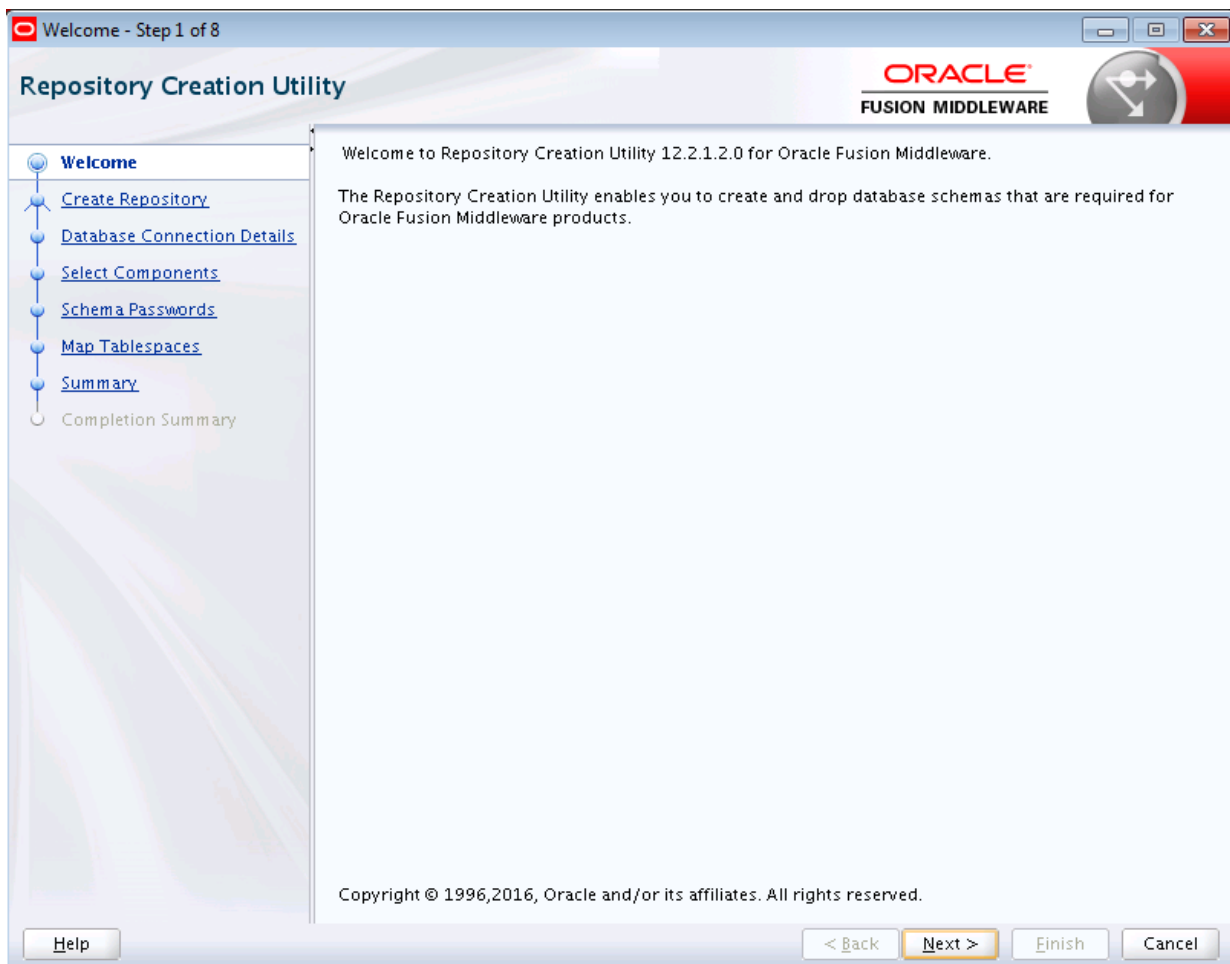 Welcome - Step 1 of 8
Repository Creation Utility
ORACLE®
FUSION MIDDLEWARE
Welcome
Create Repository
Database Connection Details
Select Components
Schema Passwords
Map Tablespaces
Summary
Completion Summary
Welcome to Repository Creation Utility 12.2.1.2.0 for Oracle Fusion Middleware.
The Repository Creation Utility enables you to create and drop database schemas that are required for
Oracle Fusion Middleware products.
Copyright © 1996,2016, Oracle and/or its affiliates. All rights reserved.
Help
< Back
Next >
Finish
Cancel